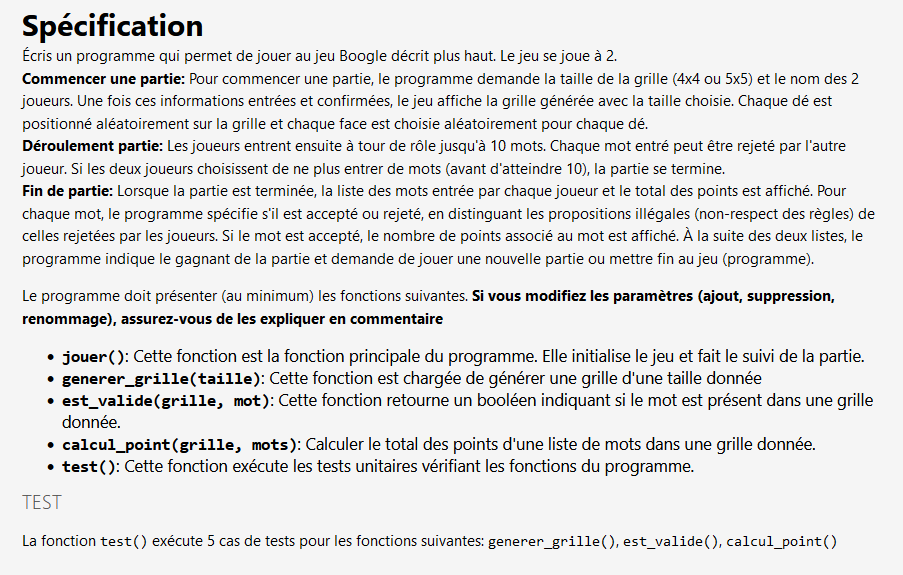 Spécification
Écris un programme qui permet de jouer au jeu Boogle décrit plus haut. Le jeu se joue à 2.
Commencer une partie: Pour commencer une partie, le programme demande la taille de la grille (4x4 ou 5x5) et le nom des 2
joueurs. Une fois ces informations entrées et confirmées, le jeu affiche la grille générée avec la taille choisie. Chaque dé est
positionné aléatoirement sur la grille et chaque face est choisie aléatoirement pour chaque dé.
Déroulement partie: Les joueurs entrent ensuite à tour de rôle jusqu'à 10 mots. Chaque mot entré peut être rejeté par l'autre
joueur. Si les deux joueurs choisissent de ne plus entrer de mots (avant d'atteindre 10), la partie se termine.
Fin de partie: Lorsque la partie est terminée, la liste des mots entrée par chaque joueur et le total des points est affiché. Pour
chaque mot, le programme spécifie s'il est accepté ou rejeté, en distinguant les propositions illégales (non-respect des règles) de
celles rejetées par les joueurs. Si le mot est accepté, le nombre de points associé au mot est affiché. À la suite des deux listes, le
programme indique le gagnant de la partie et demande de jouer une nouvelle partie ou mettre fin au jeu (programme).
Le programme doit présenter (au minimum) les fonctions suivantes. Si vous modifiez les paramètres (ajout, suppression,
renommage), assurez-vous de les expliquer en commentaire
• jouer(): Cette fonction est la fonction principale du programme. Elle initialise le jeu et fait le suivi de la partie.
• generer_grille(taille): Cette fonction est chargée de générer une grille d'une taille donnée
• est_valide(grille, mot): Cette fonction retourne un booléen indiquant si le mot est présent dans une grille
donnée.
• calcul_point(grille, mots): Calculer le total des points d'une liste de mots dans une grille donnée.
• test(): Cette fonction exécute les tests unitaires vérifiant les fonctions du programme.
TEST
La fonction test() exécute 5 cas de tests pour les fonctions suivantes: generer_grille(), est_valide(), calcul_point()